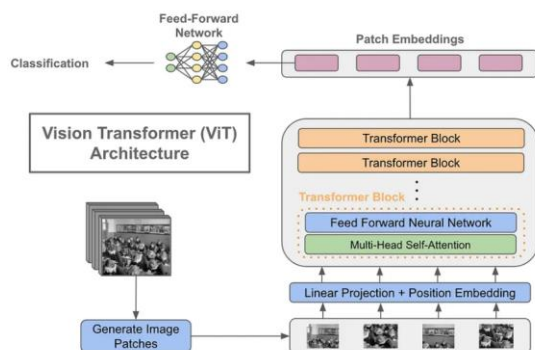 Feed-Forward
Network
Patch Embeddings
Classification
Vision Transformer (ViT)
Architecture
Transformer Block
Transformer Block
Transformer Block
Feed Forward Neural Network
Multi-Head Self-Attention
Linear Projection + Position Embedding
Generate Image
Patches